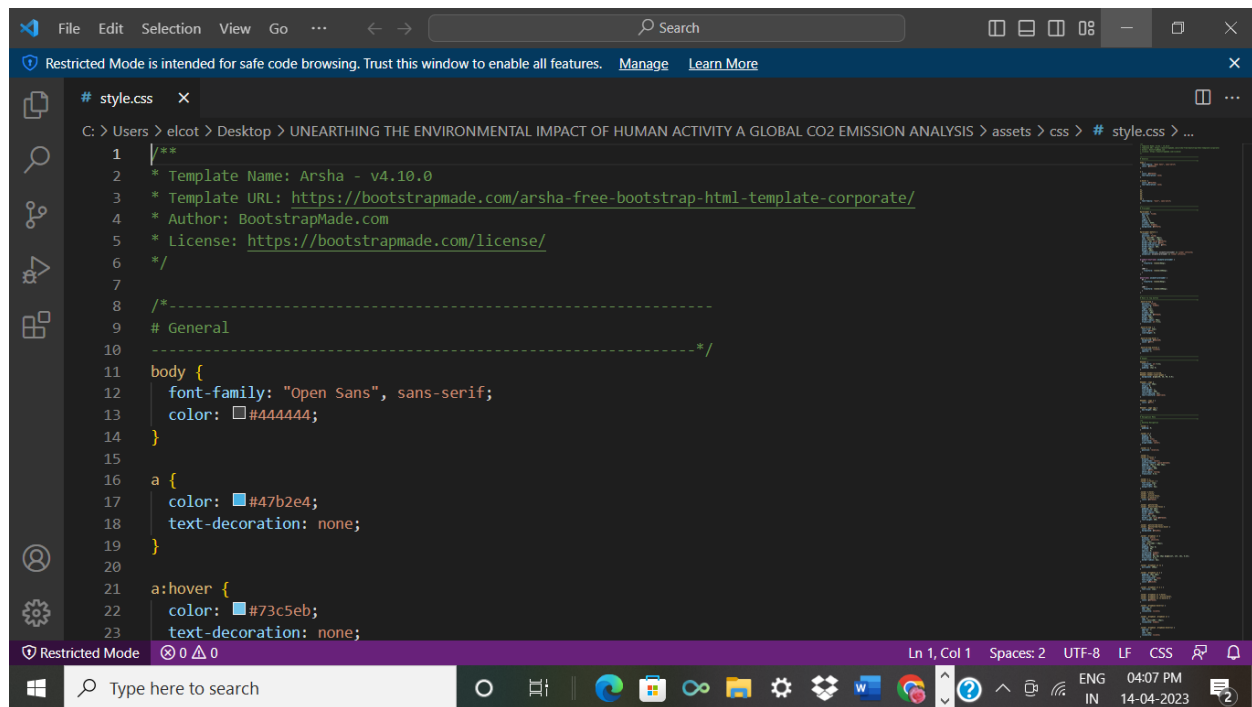 File Edit Selection View Go ··· Search
Restricted Mode is intended for safe code browsing. Trust this window to enable all features. Manage Learn More
# style.css
C: > Users > elcot > Desktop > UNEARTHING THE ENVIRONMENTAL IMPACT OF HUMAN ACTIVITY A GLOBAL CO2 EMISSION ANALYSIS > assets > css > # style.css > ...
1 /**
2 * Template Name: Arsha - v4.10.0
3 * Template URL: https://bootstrapmade.com/arsha-free-bootstrap-html-template-corporate/
4 * Author: BootstrapMade.com
5 * License: https://bootstrapmade.com/license/
6 */
7
8 /*--------------------------------------------------------------
9 # General
10 --------------------------------------------------------------*/
11 body {
12 font-family: "Open Sans", sans-serif;
13 color: #444444;
14 }
15
16 a {
17 color: #47b2e4;
18 text-decoration: none;
19 }
20
21 a:hover {
22 color: #73c5eb;
23 text-decoration: none;
Restricted Mode 0 0 Ln 1, Col 1 Spaces: 2 UTF-8 LF CSS
Type here to search ENG 04:07 PM
IN 14-04-2023 2